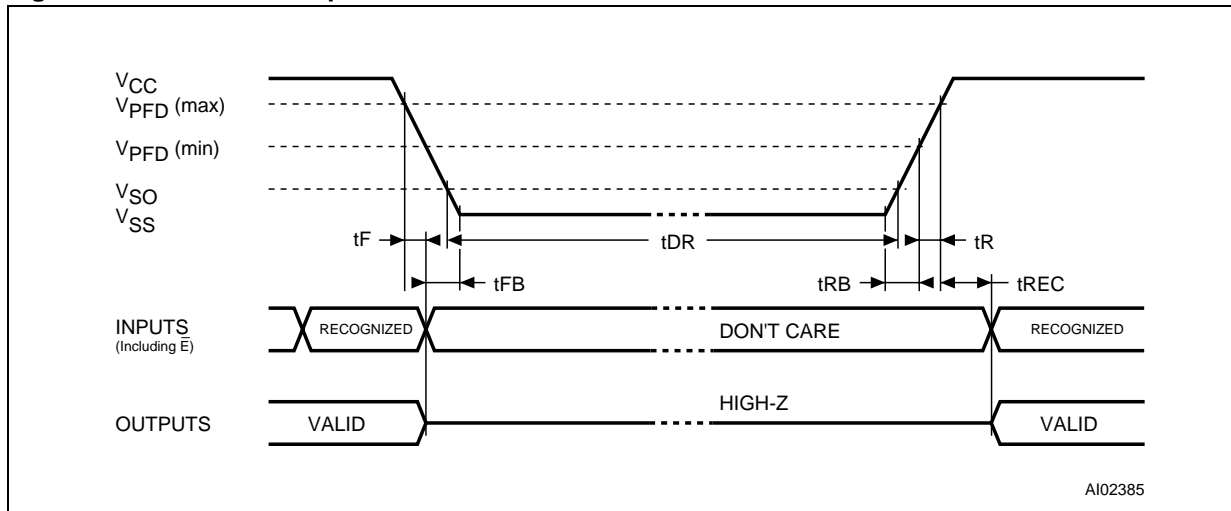 VCC
VPFD (max)
VPFD (min)
VSO
VSS
tF
tDR
tR
tFB
tRB
tREC
INPUTS
(Including E̅)
RECOGNIZED
DON'T CARE
RECOGNIZED
HIGH-Z
OUTPUTS
VALID
VALID
AI02385